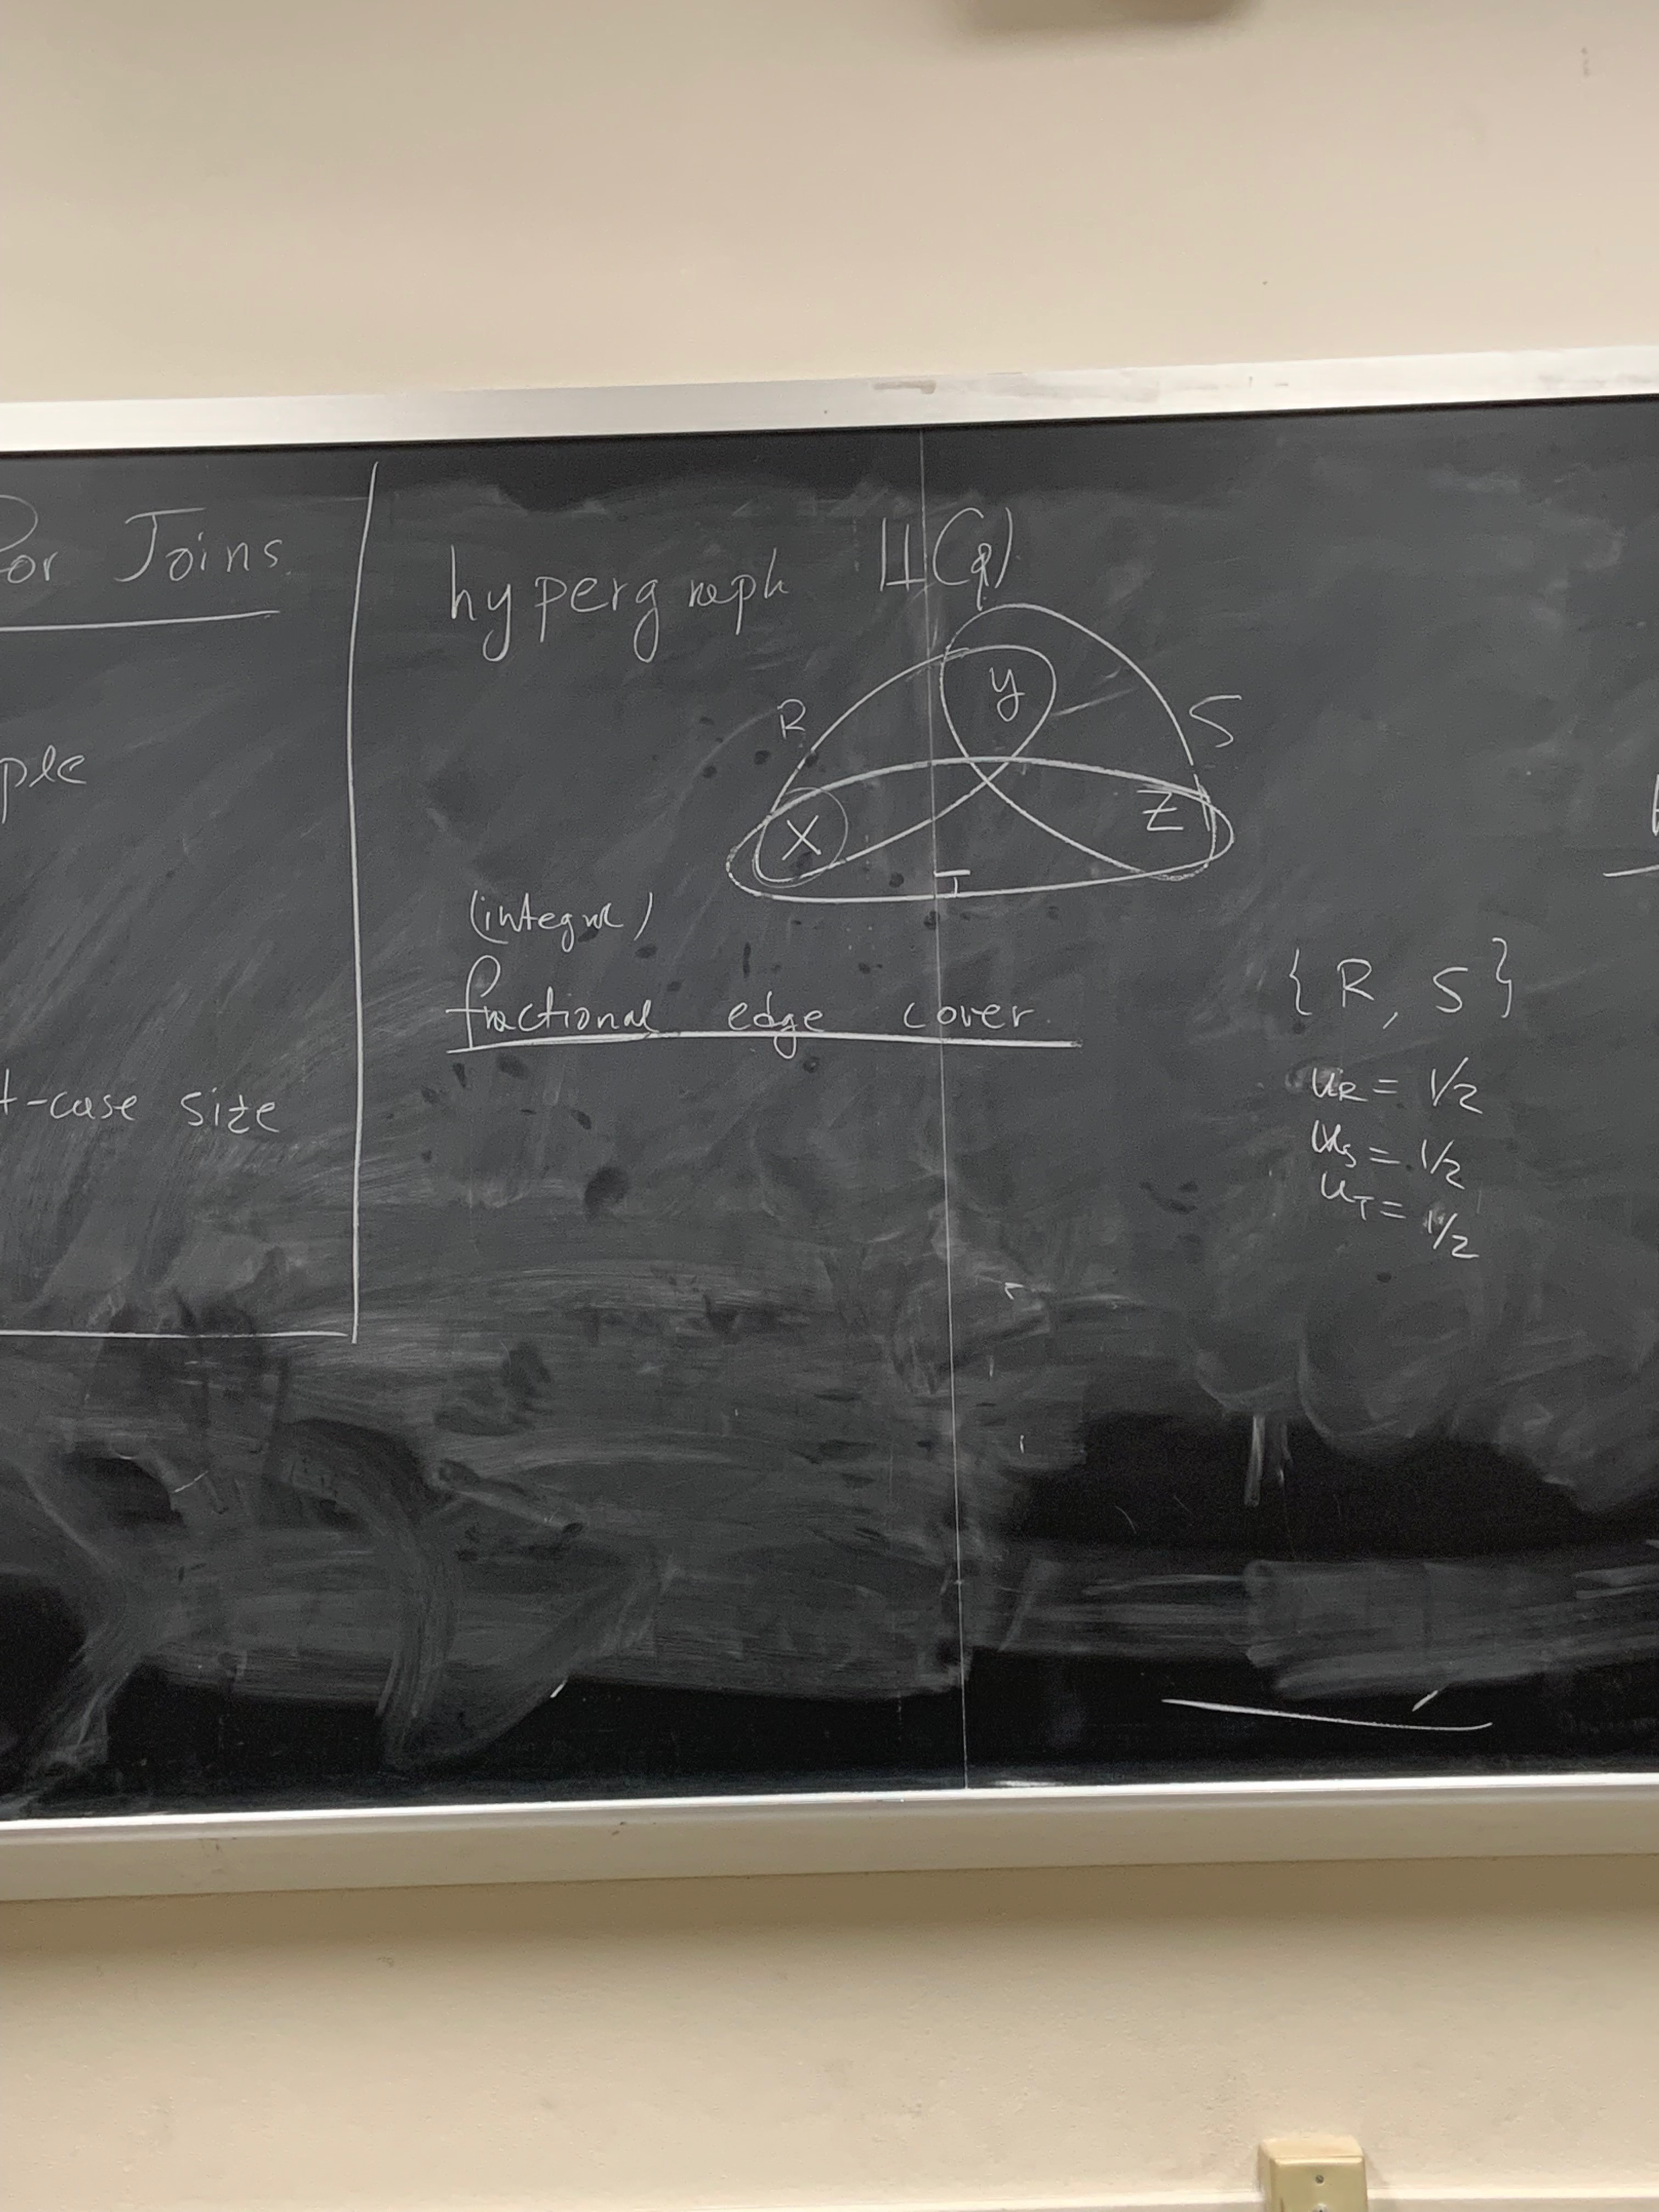 For Joins
ple
t-case size
hypergraph H(q)
R
S
y
X
Z
T
(integral)
fractional edge cover
{ R, S }
u_R = 1/2
u_S = 1/2
u_T = 1/2